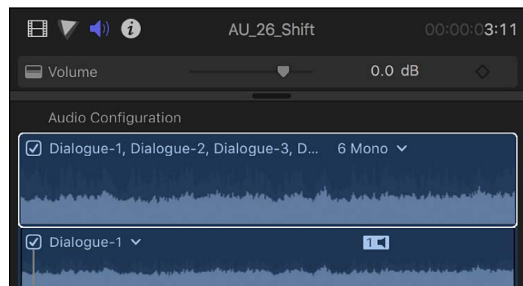 AU_26_Shift 00:00:03:11
Volume 0.0 dB
Audio Configuration
Dialogue-1, Dialogue-2, Dialogue-3, D... 6 Mono
Dialogue-1 1